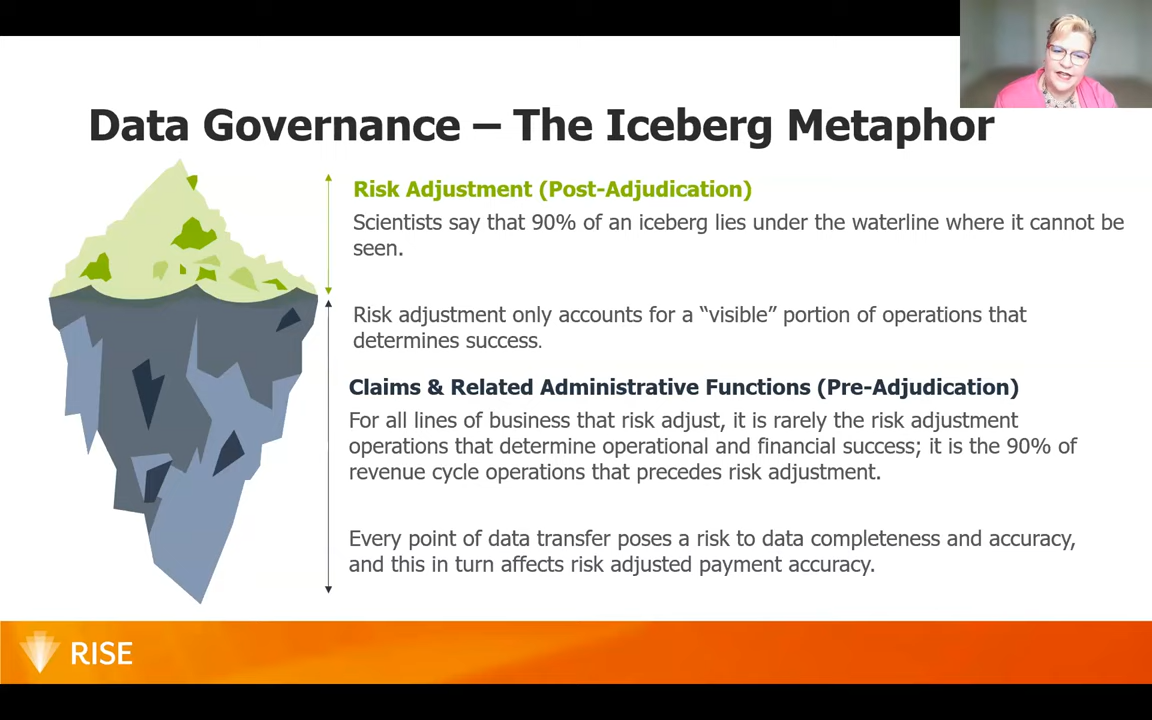 Data Governance – The Iceberg Metaphor
Risk Adjustment (Post-Adjudication)
Scientists say that 90% of an iceberg lies under the waterline where it cannot be
seen.
Risk adjustment only accounts for a “visible” portion of operations that
determines success.
Claims & Related Administrative Functions (Pre-Adjudication)
For all lines of business that risk adjust, it is rarely the risk adjustment
operations that determine operational and financial success; it is the 90% of
revenue cycle operations that precedes risk adjustment.
Every point of data transfer poses a risk to data completeness and accuracy,
and this in turn affects risk adjusted payment accuracy.
RISE